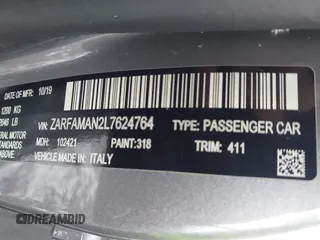 DATE OF MFR: 10/19
1200 KG
2646 LB
VIN: ZARFAMAN2L7624764
TYPE: PASSENGER CAR
MDH: 102421
PAINT: 318
TRIM: 411
VEHICLE MADE IN: ITALY
DREAMBID